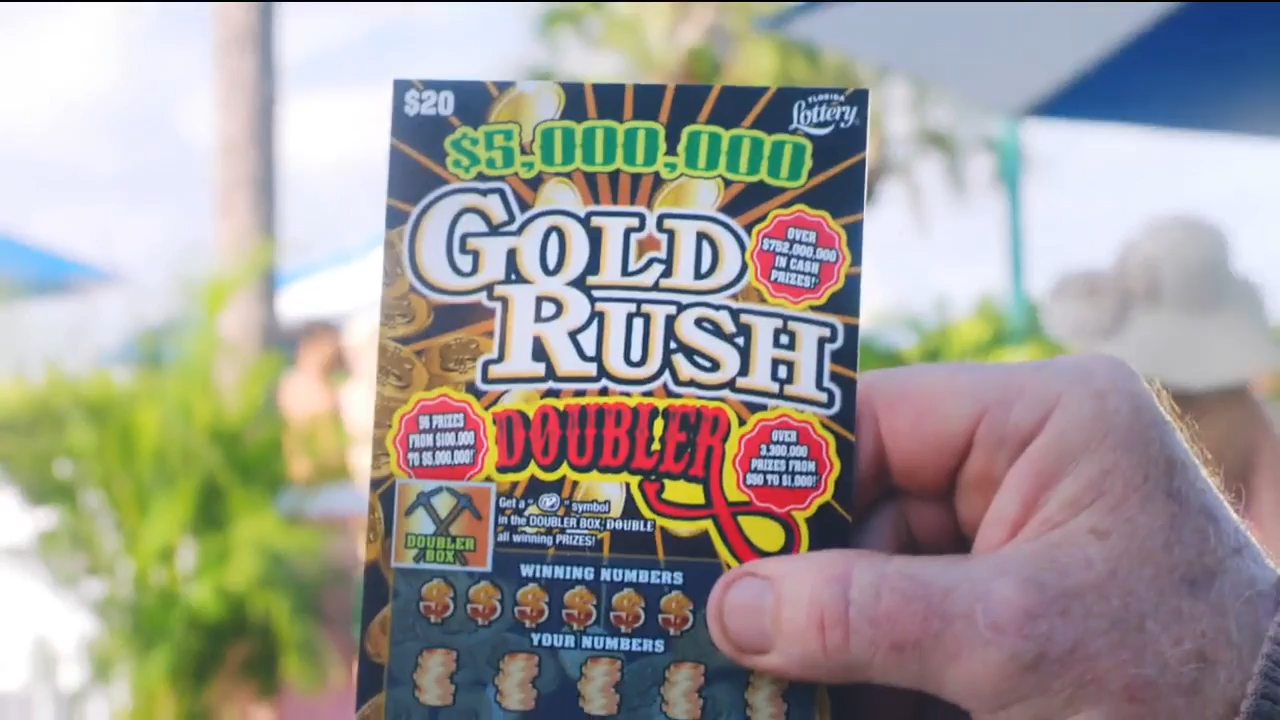 $20
FLORIDA
Lottery
$5,000,000
GOLD
RUSH
OVER
$752,000,000
IN CASH
PRIZES!
DOUBLER
56 PRIZES
FROM $100,000
TO $5,000,000!
OVER
3,300,000
PRIZES FROM
$50 TO $1,000!
DOUBLER
BOX
Get a " " symbol
in the DOUBLER BOX, DOUBLE
all winning PRIZES!
WINNING NUMBERS
$ $ $ $ $ $
YOUR NUMBERS